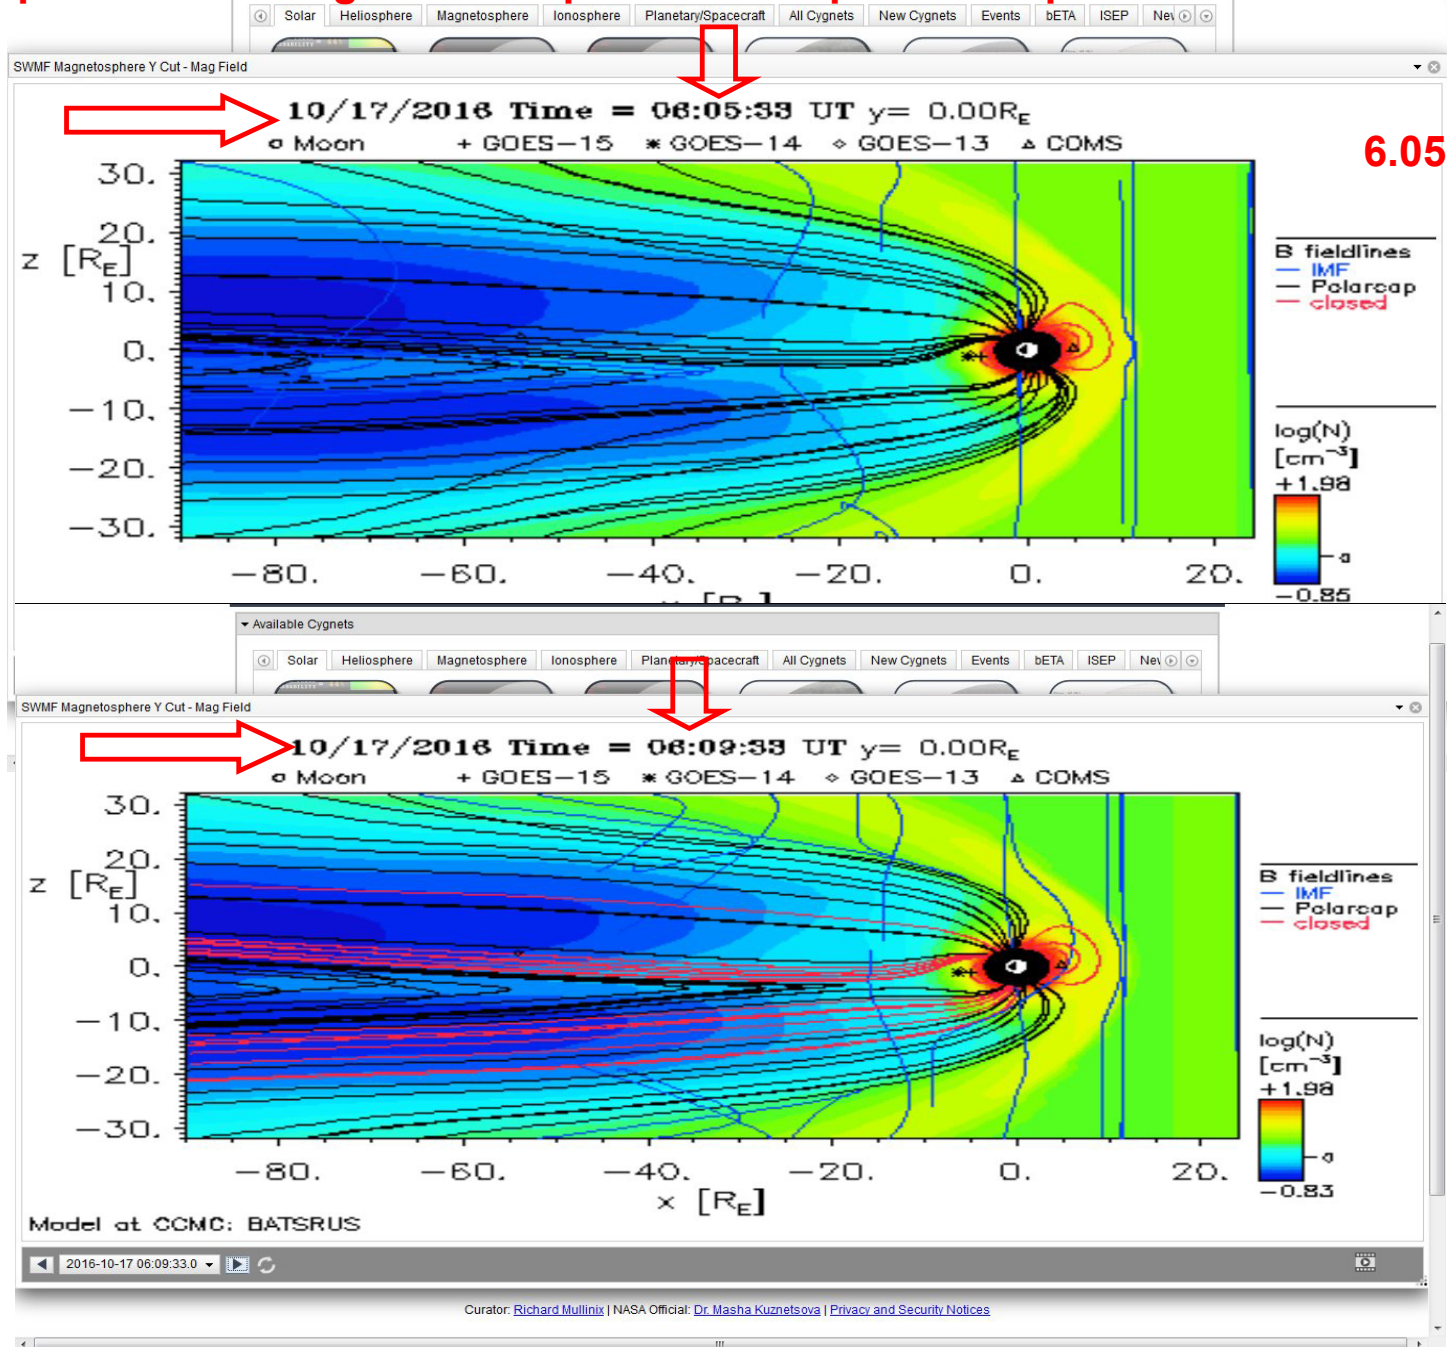 Solar Heliosphere Magnetosphere Ionosphere Planetary/Spacecraft All Cygnets New Cygnets Events bETA ISEP
SWMF Magnetosphere Y Cut - Mag Field
10/17/2016 Time = 06:05:33 UT y= 0.00RE
Moon + GOES-15 * GOES-14 ◇ GOES-13 △ COMS
6.05
30.
20.
z [RE]
10.
0.
-10.
-20.
-30.
-80. -60. -40. -20. 0. 20.
B fieldlines
IMF
Polarcap
closed
log(N)
[cm-3]
+1.98
-0.85
Available Cygnets
Solar Heliosphere Magnetosphere Ionosphere Planetary/Spacecraft All Cygnets New Cygnets Events bETA ISEP
SWMF Magnetosphere Y Cut - Mag Field
10/17/2016 Time = 06:09:33 UT y= 0.00RE
Moon + GOES-15 * GOES-14 ◇ GOES-13 △ COMS
30.
20.
z [RE]
10.
0.
-10.
-20.
-30.
-80. -60. -40. -20. 0. 20.
x [RE]
B fieldlines
IMF
Polarcap
closed
log(N)
[cm-3]
+1.98
-0.83
Model at CCMC: BATSRUS
2016-10-17 06:09:33.0
Curator: Richard Mullinix | NASA Official: Dr. Masha Kuznetsova | Privacy and Security Notices